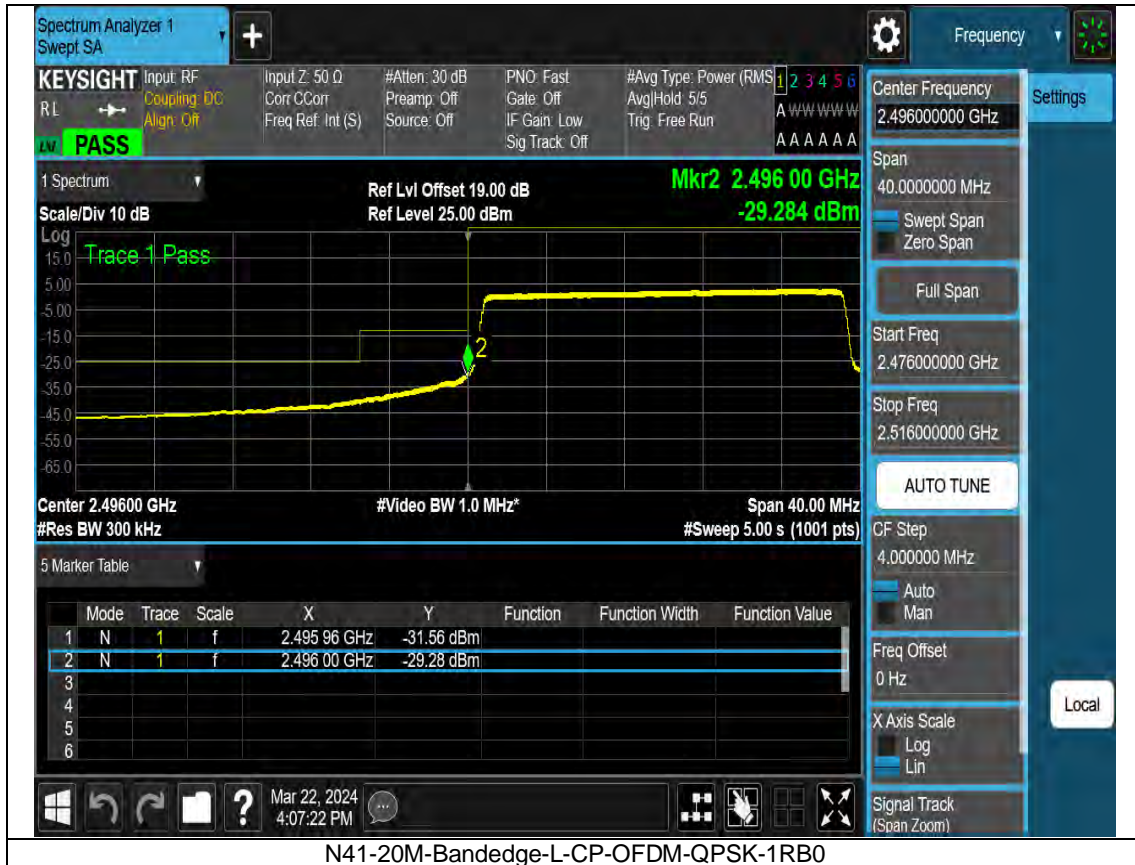 Spectrum Analyzer 1
Swept SA
+
Frequency
KEYSIGHT Input: RF Input Z: 50 Ω #Atten: 30 dB PNO: Fast #Avg Type: Power (RMS 1 2 3 4 5 6
RL Coupling: DC Corr CCorr Preamp: Off Gate: Off Avg|Hold: 5/5 A W W W W W
Align: Off Freq Ref: Int (S) Source: Off IF Gain: Low Trig: Free Run
PASS Sig Track: Off A A A A A A
1 Spectrum
Ref Lvl Offset 19.00 dB
Mkr2 2.496 00 GHz
Scale/Div 10 dB
Ref Level 25.00 dBm
-29.284 dBm
Log
Trace 1 Pass
15.0
5.00
-5.00
-15.0
-25.0
-35.0
-45.0
-55.0
-65.0
2
Center 2.49600 GHz #Video BW 1.0 MHz* Span 40.00 MHz
#Res BW 300 kHz #Sweep 5.00 s (1001 pts)
5 Marker Table
Mode Trace Scale X Y Function Function Width Function Value
1 N 1 f 2.495 96 GHz -31.56 dBm
2 N 1 f 2.496 00 GHz -29.28 dBm
3
4
5
6
Mar 22, 2024
4:07:22 PM
?
Center Frequency
2.496000000 GHz
Settings
Span
40.0000000 MHz
Swept Span
Zero Span
Full Span
Start Freq
2.476000000 GHz
Stop Freq
2.516000000 GHz
AUTO TUNE
CF Step
4.000000 MHz
Auto
Man
Freq Offset
0 Hz
X Axis Scale
Log
Lin
Local
Signal Track
(Span Zoom)
N41-20M-Bandedge-L-CP-OFDM-QPSK-1RB0